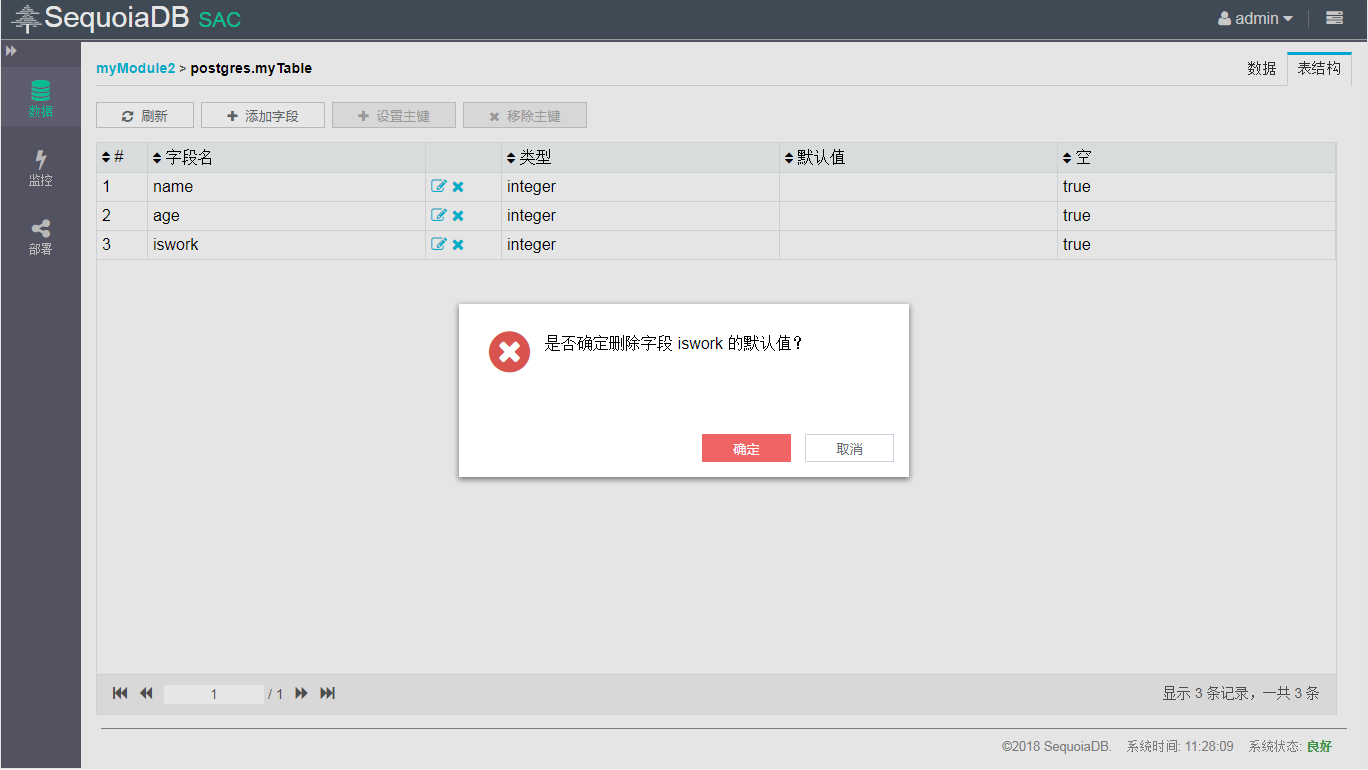 SequoiaDB SAC
admin
数据
监控
部署
myModule2 > postgres.myTable
数据 表结构
刷新 添加字段 设置主键 移除主键
# 字段名 类型 默认值 空
1 name integer true
2 age integer true
3 iswork integer true
是否确定删除字段 iswork 的默认值?
确定 取消
1 / 1 显示 3 条记录，一共 3 条
©2018 SequoiaDB. 系统时间: 11:28:09 系统状态: 良好